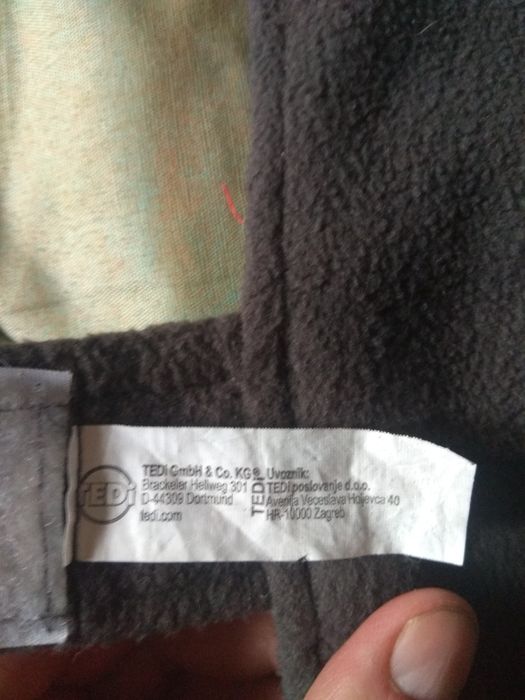 TEDi
TEDi GmbH & Co. KG
Brackeler Hellweg 301
D-44309 Dortmund
tedi.com
TEDi
Uvoznik:
TEDi poslovanje d.o.o.
Avenija Veceslava Holjevca 40
HR-10000 Zagreb